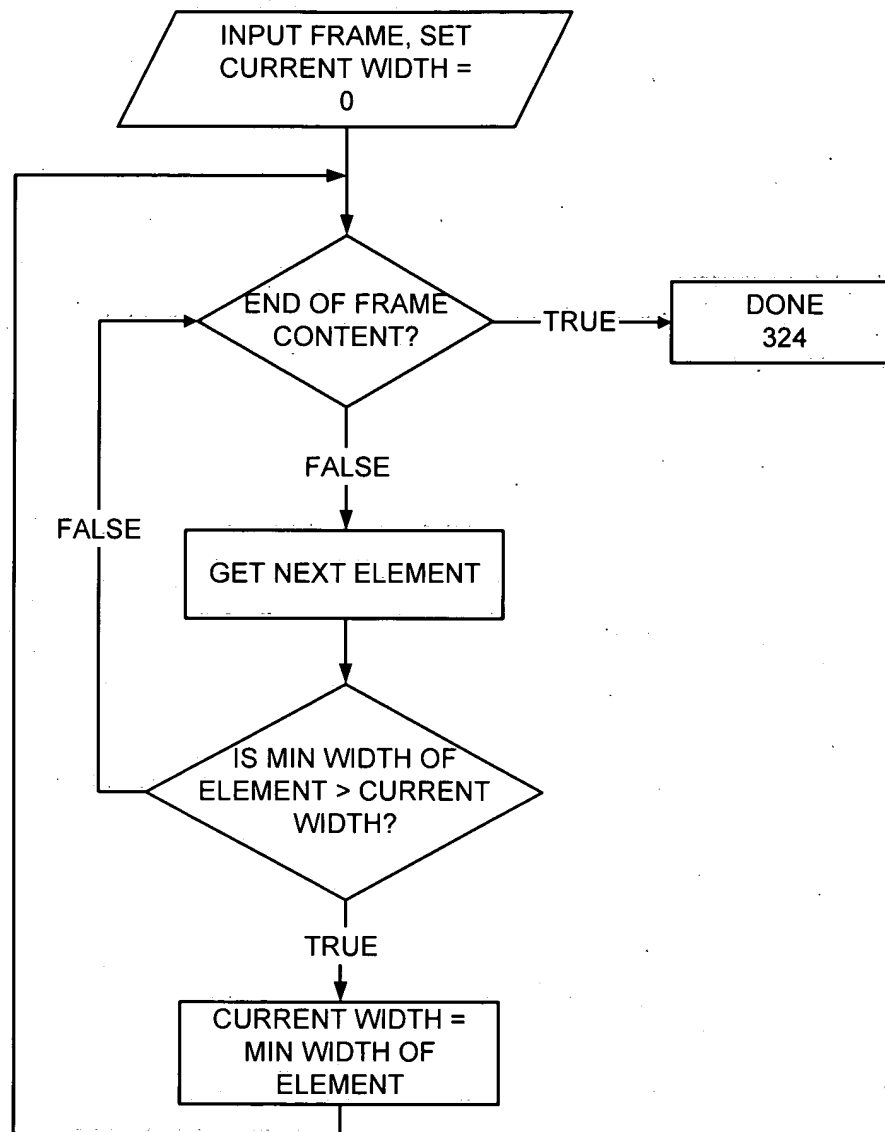 INPUT FRAME, SET
CURRENT WIDTH =
0
END OF FRAME
CONTENT?
TRUE
DONE
324
FALSE
FALSE
GET NEXT ELEMENT
IS MIN WIDTH OF
ELEMENT > CURRENT
WIDTH?
TRUE
CURRENT WIDTH =
MIN WIDTH OF
ELEMENT